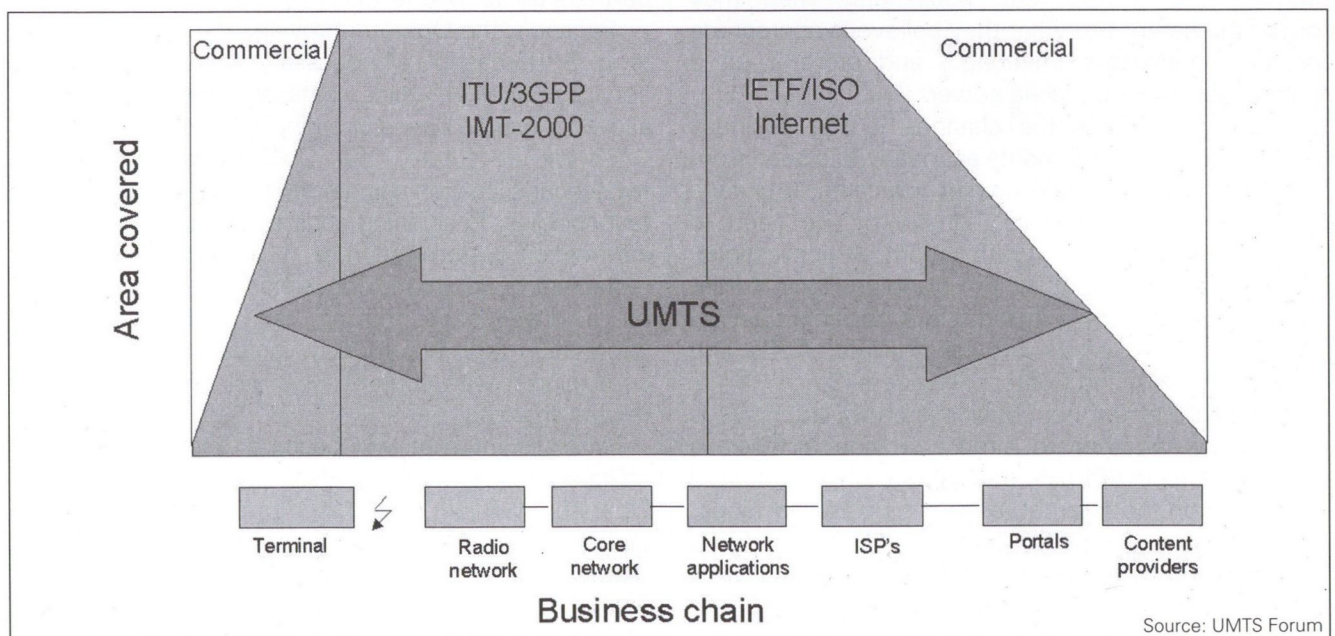 Commercial
Commercial
ITU/3GPP
IMT-2000
IETF/ISO
Internet
Area covered
UMTS
Terminal
Radio
network
Core
network
Network
applications
ISP's
Portals
Content
providers
Business chain
Source: UMTS Forum